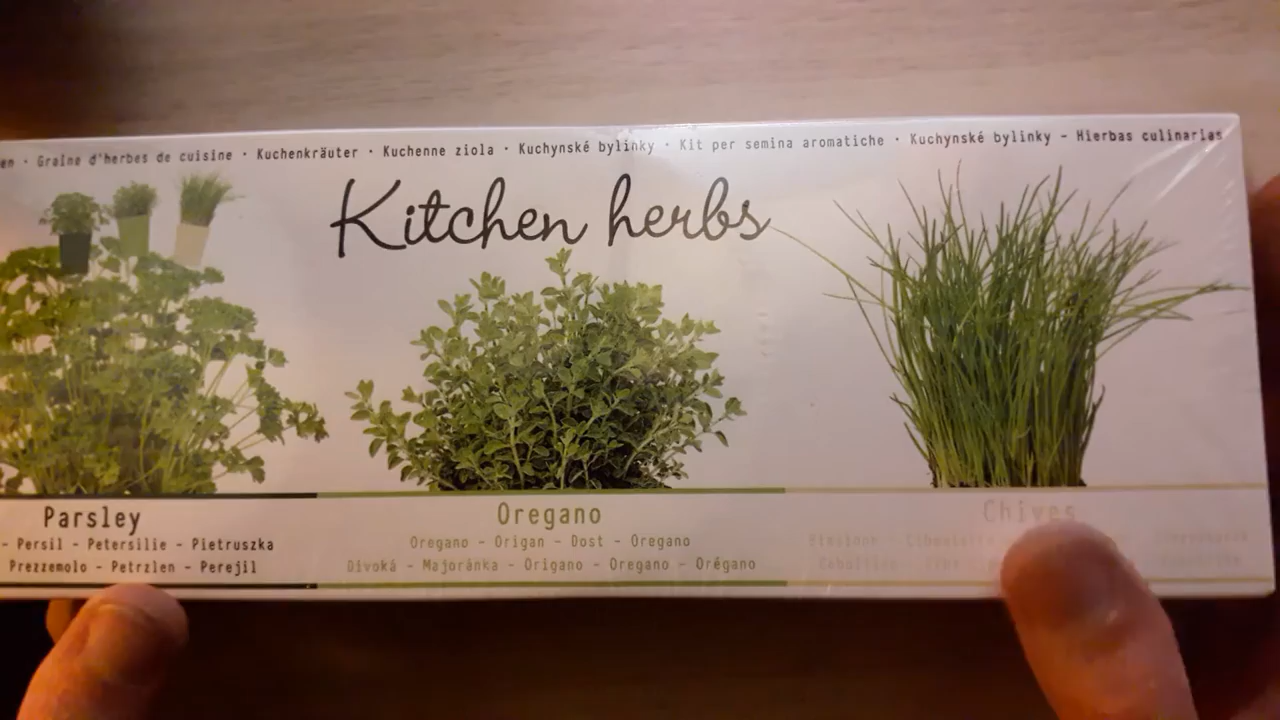 en · Graine d'herbes de cuisine · Kuchenkräuter · Kuchenne ziola · Kuchynské bylinky · Kit per semina aromatiche · Kuchynské bylinky – Hierbas culinarias
Kitchen herbs
Parsley
– Persil – Petersilie – Pietruszka
Prezzemolo – Petrzlen – Perejil
Oregano
Oregano – Origan – Dost – Oregano
Divoká – Majoránka – Origano – Oregano – Orégano
Chives